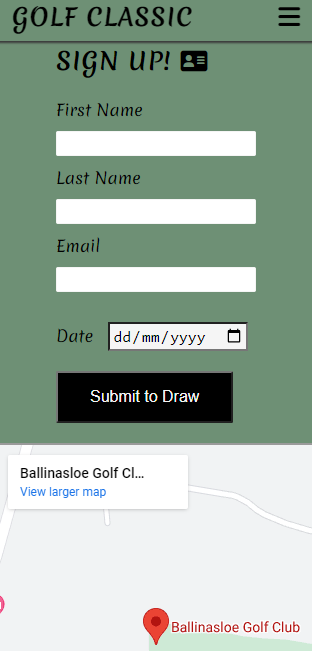 GOLF CLASSIC
SIGN UP!
First Name
Last Name
Email
Date dd/mm/yyyy
Submit to Draw
Ballinasloe Golf Cl...
View larger map
Ballinasloe Golf Club